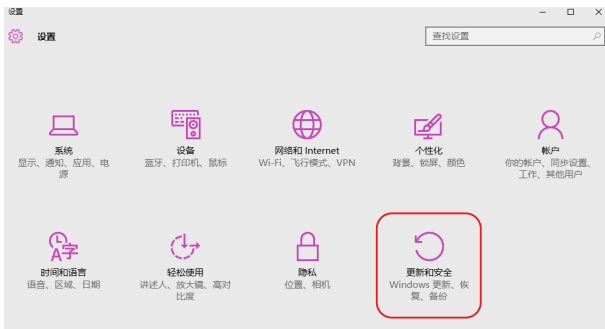 设置
设置
查找设置
系统
显示、通知、应用、电
源
设备
蓝牙、打印机、鼠标
网络和 Internet
Wi-Fi、飞行模式、VPN
个性化
背景、锁屏、颜色
帐户
你的帐户、同步设置、
工作、其他用户
时间和语言
语音、区域、日期
轻松使用
讲述人、放大镜、高对
比度
隐私
位置、相机
更新和安全
Windows 更新、恢
复、备份